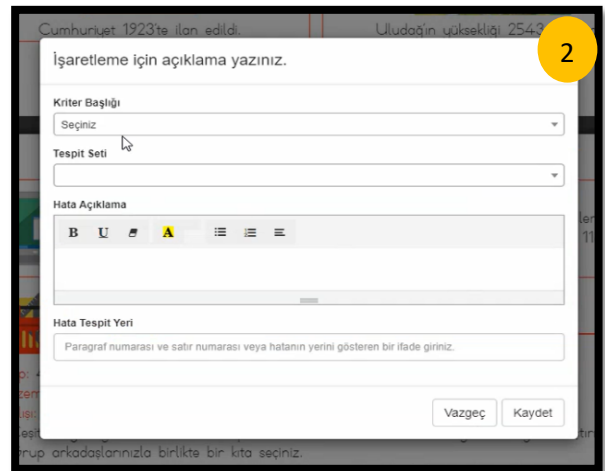 Cumhuriyet 1923'te ilan edildi.
Uludağ'ın yüksekliği 2543
2
İşaretleme için açıklama yazınız.
Kriter Başlığı
Seçiniz
Tespit Seti
Hata Açıklama
B U A
Hata Tespit Yeri
Paragraf numarası ve satır numarası veya hatanın yerini gösteren bir ifade giriniz.
Vazgeç Kaydet
arkadaşlarınızla birlikte bir kıta seçiniz.